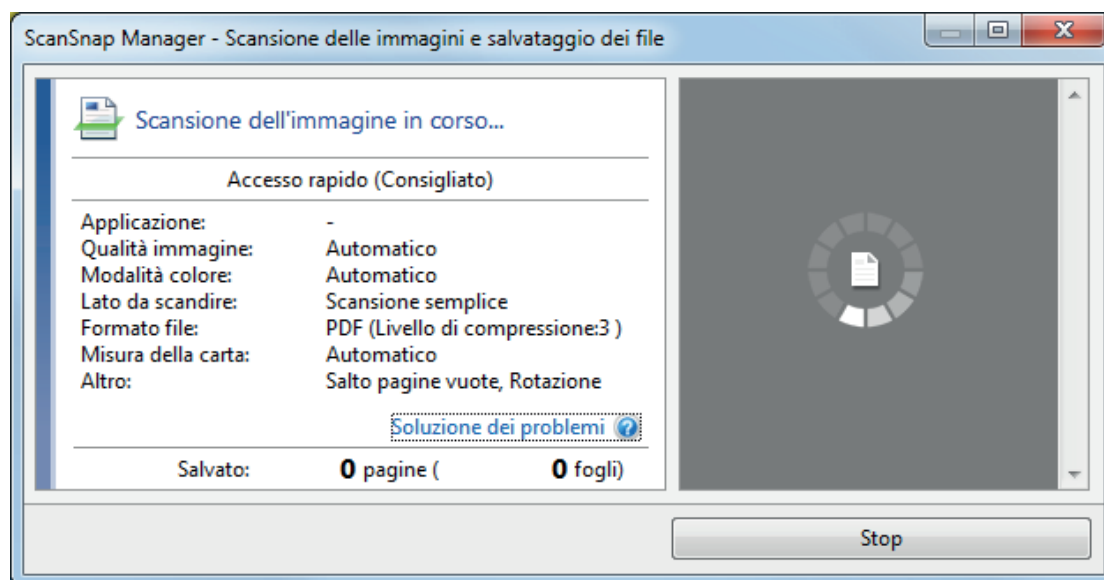 ScanSnap Manager - Scansione delle immagini e salvataggio dei file
Scansione dell'immagine in corso...
Accesso rapido (Consigliato)
Applicazione: -
Qualità immagine: Automatico
Modalità colore: Automatico
Lato da scandire: Scansione semplice
Formato file: PDF (Livello di compressione:3 )
Misura della carta: Automatico
Altro: Salto pagine vuote, Rotazione
Soluzione dei problemi ?
Salvato: 0 pagine ( 0 fogli)
Stop